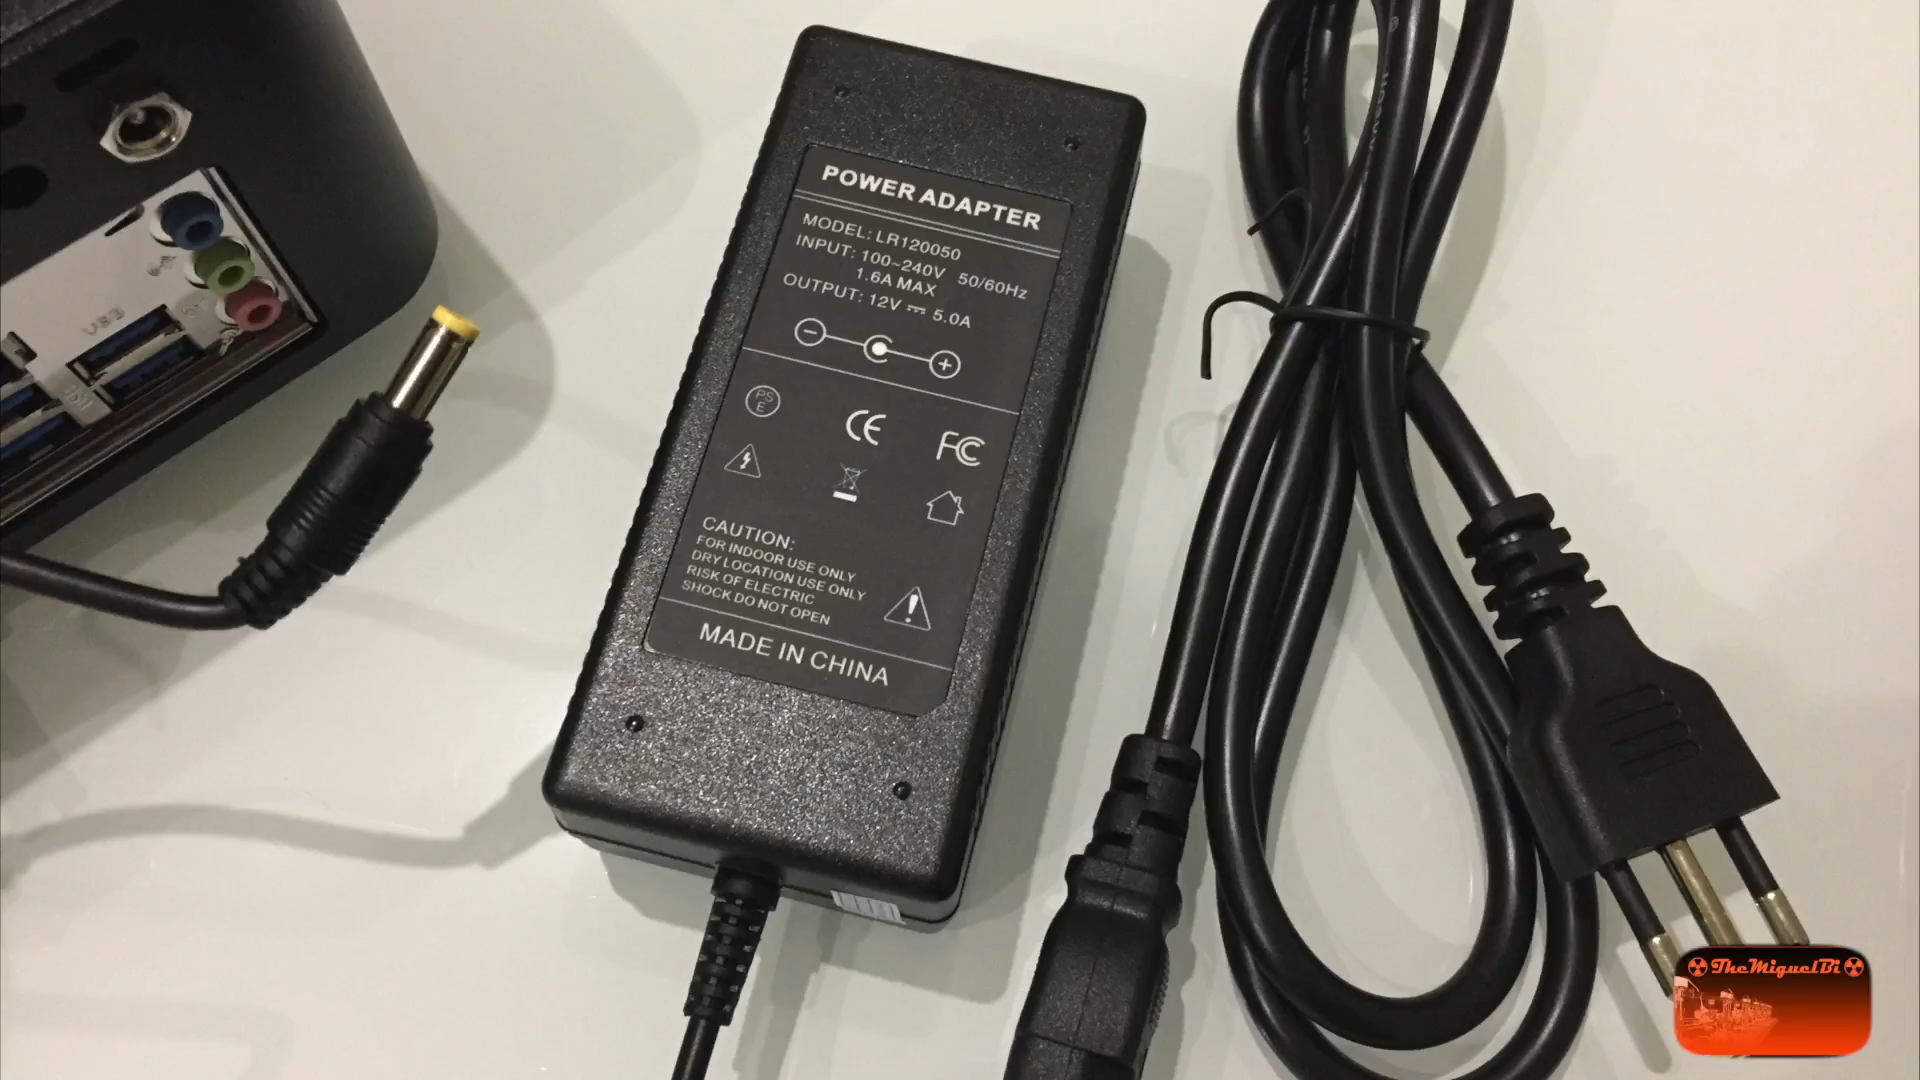 POWER ADAPTER
MODEL: LR120050
INPUT: 100~240V 50/60Hz
1.6A MAX
OUTPUT: 12V ⎓ 5.0A
PS
E
CE
FC
CAUTION:
FOR INDOOR USE ONLY
DRY LOCATION USE ONLY
RISK OF ELECTRIC
SHOCK DO NOT OPEN
MADE IN CHINA
USB
TheMiguelBi